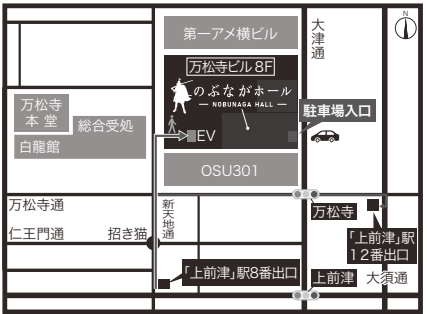 第一アメ横ビル
大津通
N
万松寺ビル8F
のぶながホール
— NOBUNAGA HALL —
駐車場入口
EV
万松寺
本堂
総合受処
白龍館
OSU301
万松寺通
新天地通
万松寺
仁王門通
招き猫
「上前津」駅
12番出口
「上前津」駅8番出口
上前津
大須通